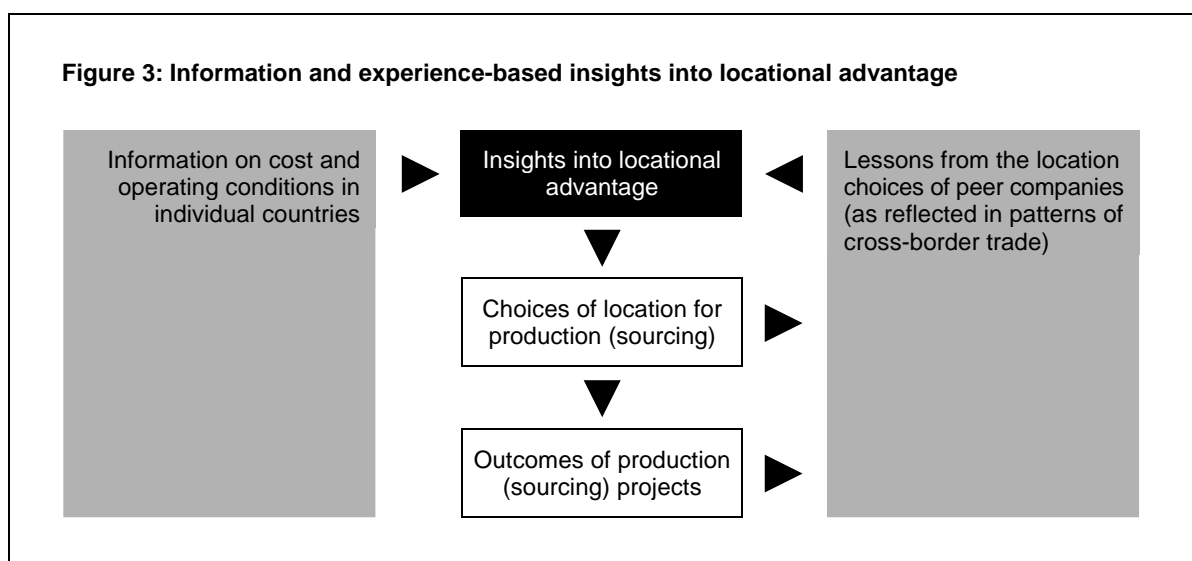 Figure 3: Information and experience-based insights into locational advantage
Information on cost and
operating conditions in
individual countries
Insights into locational
advantage
Lessons from the location
choices of peer companies
(as reflected in patterns of
cross-border trade)
Choices of location for
production (sourcing)
Outcomes of production
(sourcing) projects